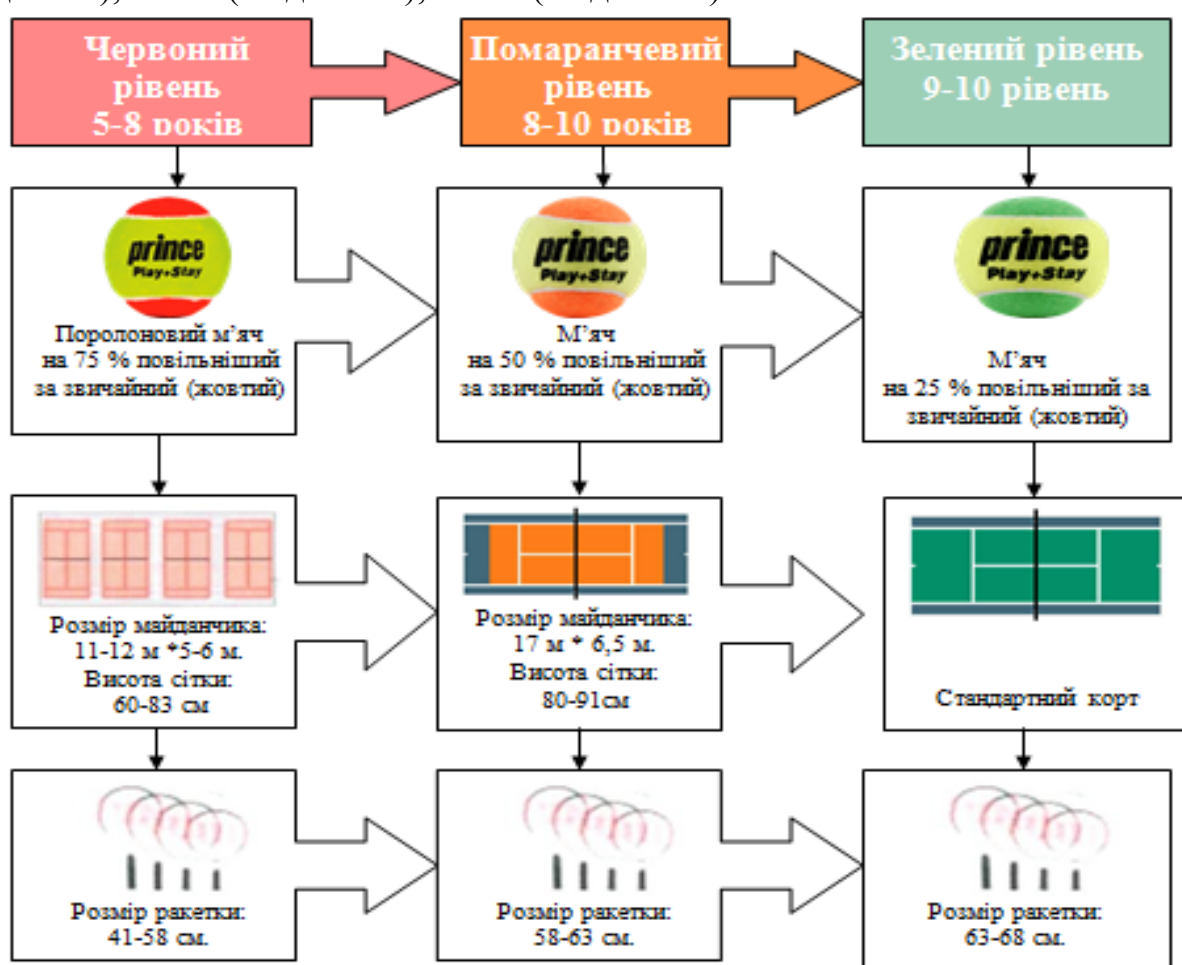 Червоний
рівень
5-8 років
Помаранчевий
рівень
8-10 років
Зелений рівень
9-10 рівень
prince
Play+Stay
Поролоновий м’яч
на 75 % повільніший
за звичайний (жовтий)
prince
Play+Stay
М’яч
на 50 % повільніший
за звичайний (жовтий)
prince
Play+Stay
М’яч
на 25 % повільніший за
звичайний (жовтий)
Розмір майданчика:
11-12 м *5-6 м.
Висота сітки:
60-83 см
Розмір майданчика:
17 м * 6,5 м.
Висота сітки:
80-91см
Стандартний корт
Розмір ракетки:
41-58 см.
Розмір ракетки:
58-63 см.
Розмір ракетки:
63-68 см.